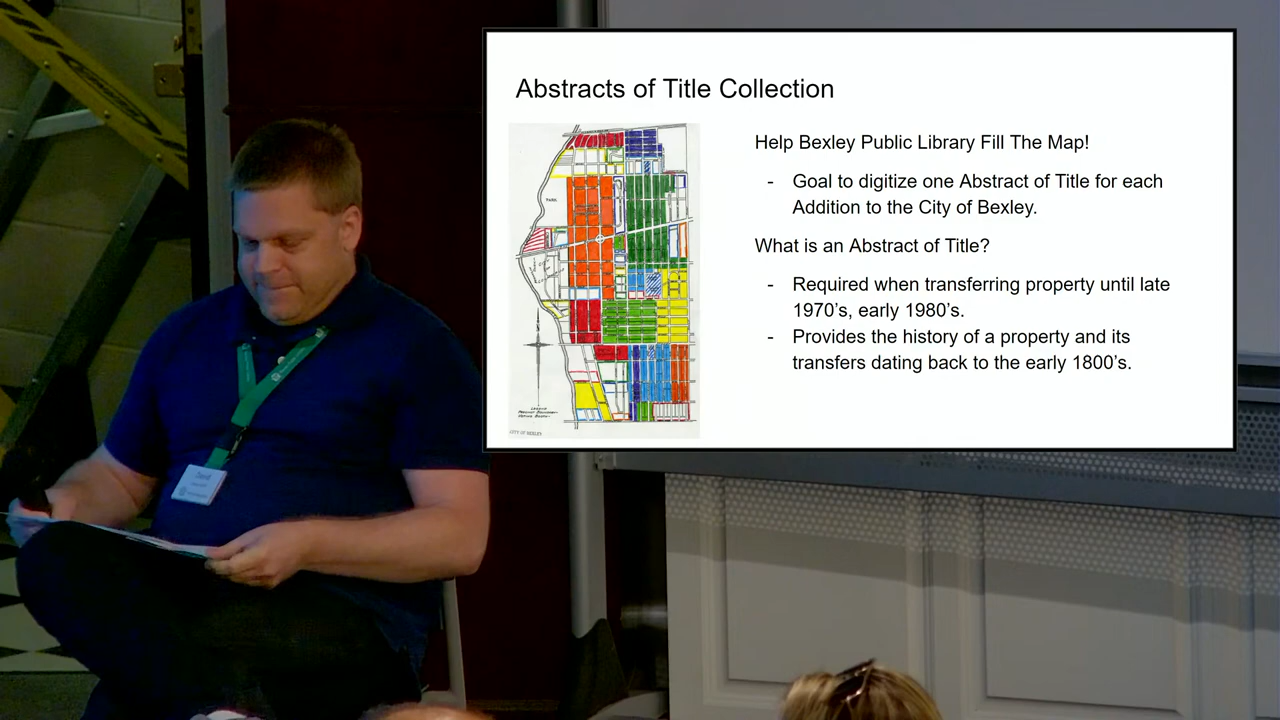 Abstracts of Title Collection
Help Bexley Public Library Fill The Map!
- Goal to digitize one Abstract of Title for each
Addition to the City of Bexley.
What is an Abstract of Title?
- Required when transferring property until late
1970's, early 1980's.
- Provides the history of a property and its
transfers dating back to the early 1800's.
PARK
CITY OF BEXLEY
David